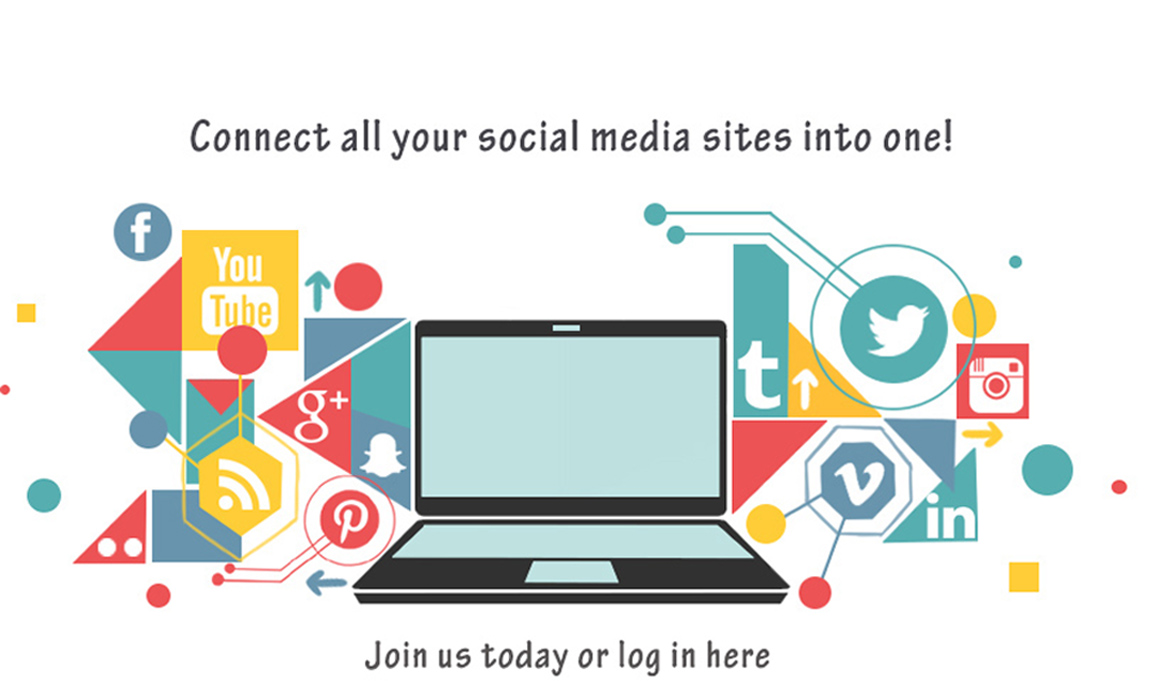 Connect all your social media sites into one!
f
You
Tube
g+
t
in
Join us today or log in here